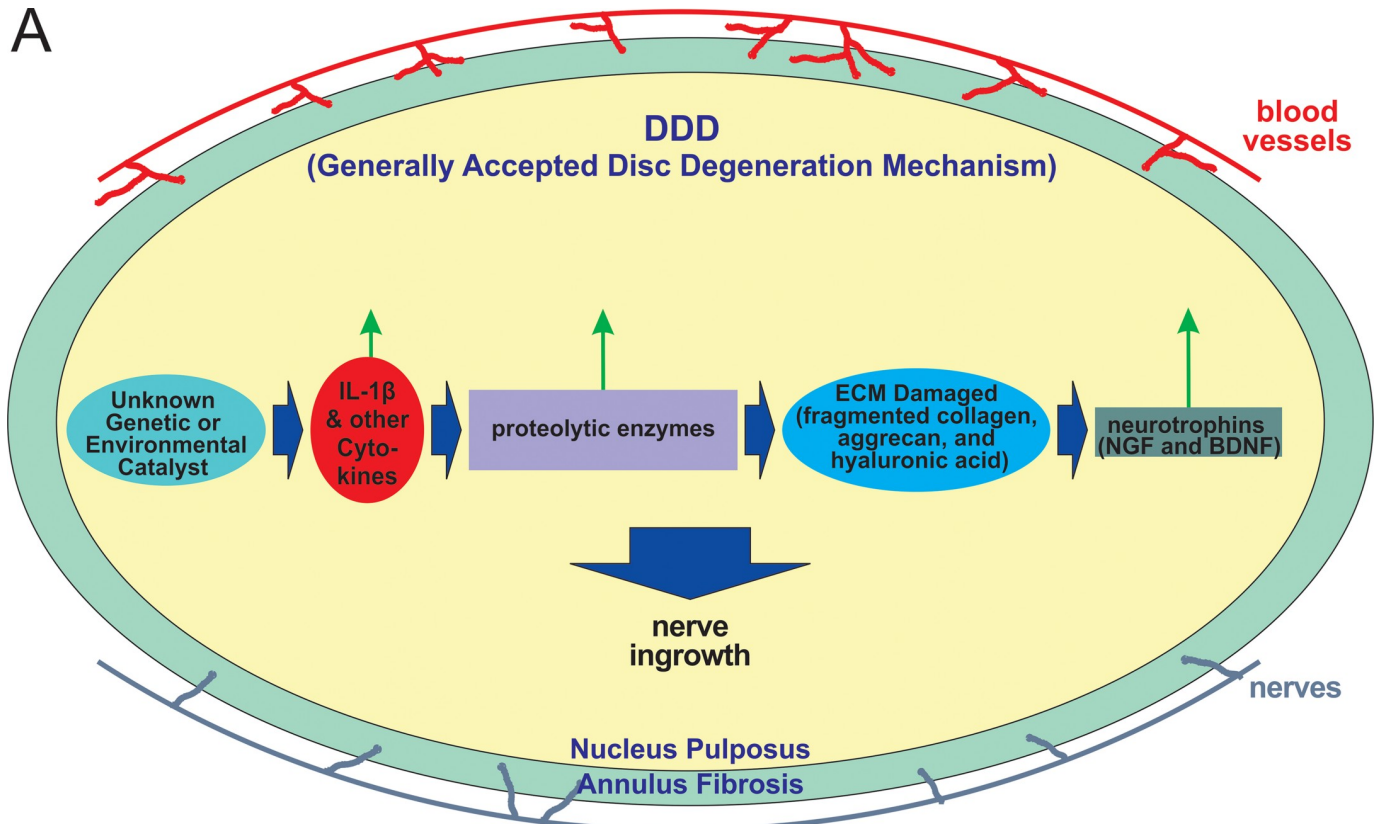 A
DDD
(Generally Accepted Disc Degeneration Mechanism)
blood
vessels
Unknown
Genetic or
Environmental
Catalyst
IL-1β
& other
Cyto-
kines
proteolytic enzymes
ECM Damaged
(fragmented collagen,
aggrecan, and
hyaluronic acid)
neurotrophins
(NGF and BDNF)
nerve
ingrowth
nerves
Nucleus Pulposus
Annulus Fibrosis